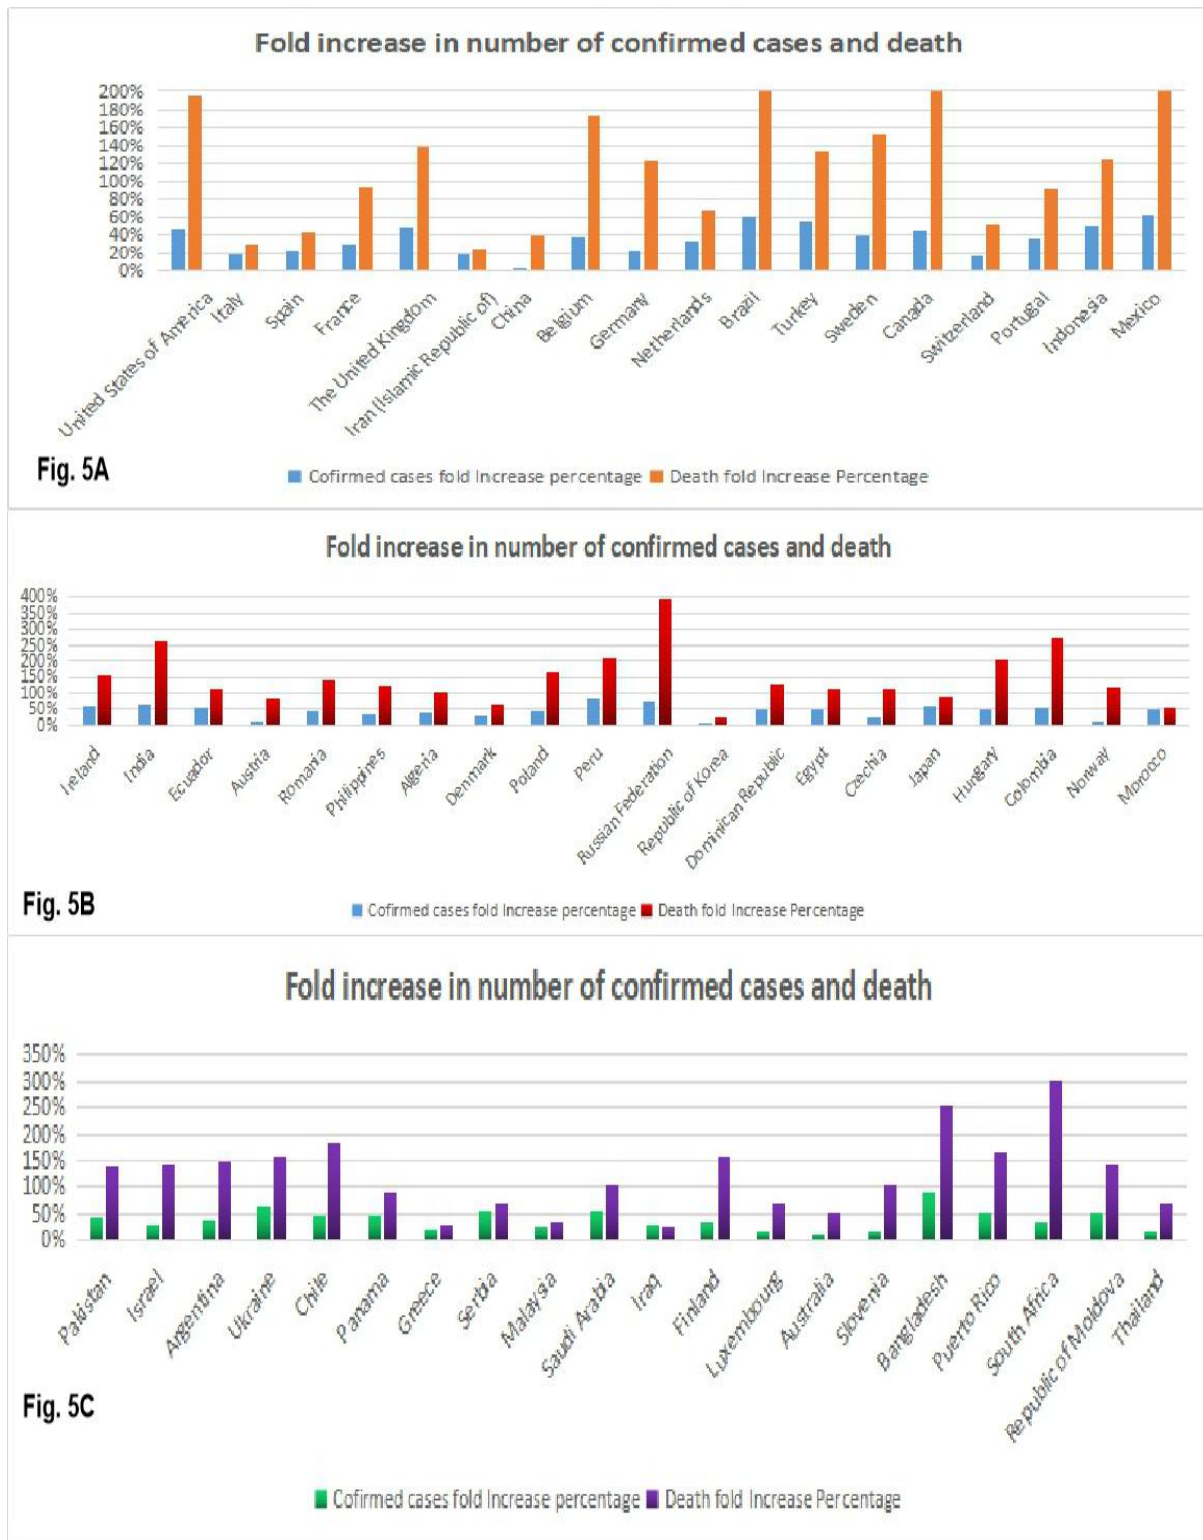 Fold increase in number of confirmed cases and death
200%
180%
160%
140%
120%
100%
80%
60%
40%
20%
0%
United States of America
Italy
Spain
France
The United Kingdom
Iran (Islamic Republic of)
China
Belgium
Germany
Netherlands
Brazil
Turkey
Sweden
Canada
Switzerland
Portugal
Indonesia
Mexico
Fig. 5A
Cofirmed cases fold Increase percentage Death fold Increase Percentage
Fold increase in number of confirmed cases and death
400%
350%
300%
250%
200%
150%
100%
50%
0%
Ireland
India
Ecuador
Austria
Romania
Philippines
Algeria
Denmark
Poland
Peru
Russian Federation
Republic of Korea
Dominican Republic
Egypt
Czechia
Japan
Hungary
Colombia
Norway
Morocco
Fig. 5B
Cofirmed cases fold Increase percentage Death fold Increase Percentage
Fold increase in number of confirmed cases and death
350%
300%
250%
200%
150%
100%
50%
0%
Pakistan
Israel
Argentina
Ukraine
Chile
Panama
Greece
Serbia
Malaysia
Saudi Arabia
Iraq
Finland
Luxembourg
Australia
Slovenia
Bangladesh
Puerto Rico
South Africa
Republic of Moldova
Thailand
Fig. 5C
Cofirmed cases fold Increase percentage Death fold Increase Percentage